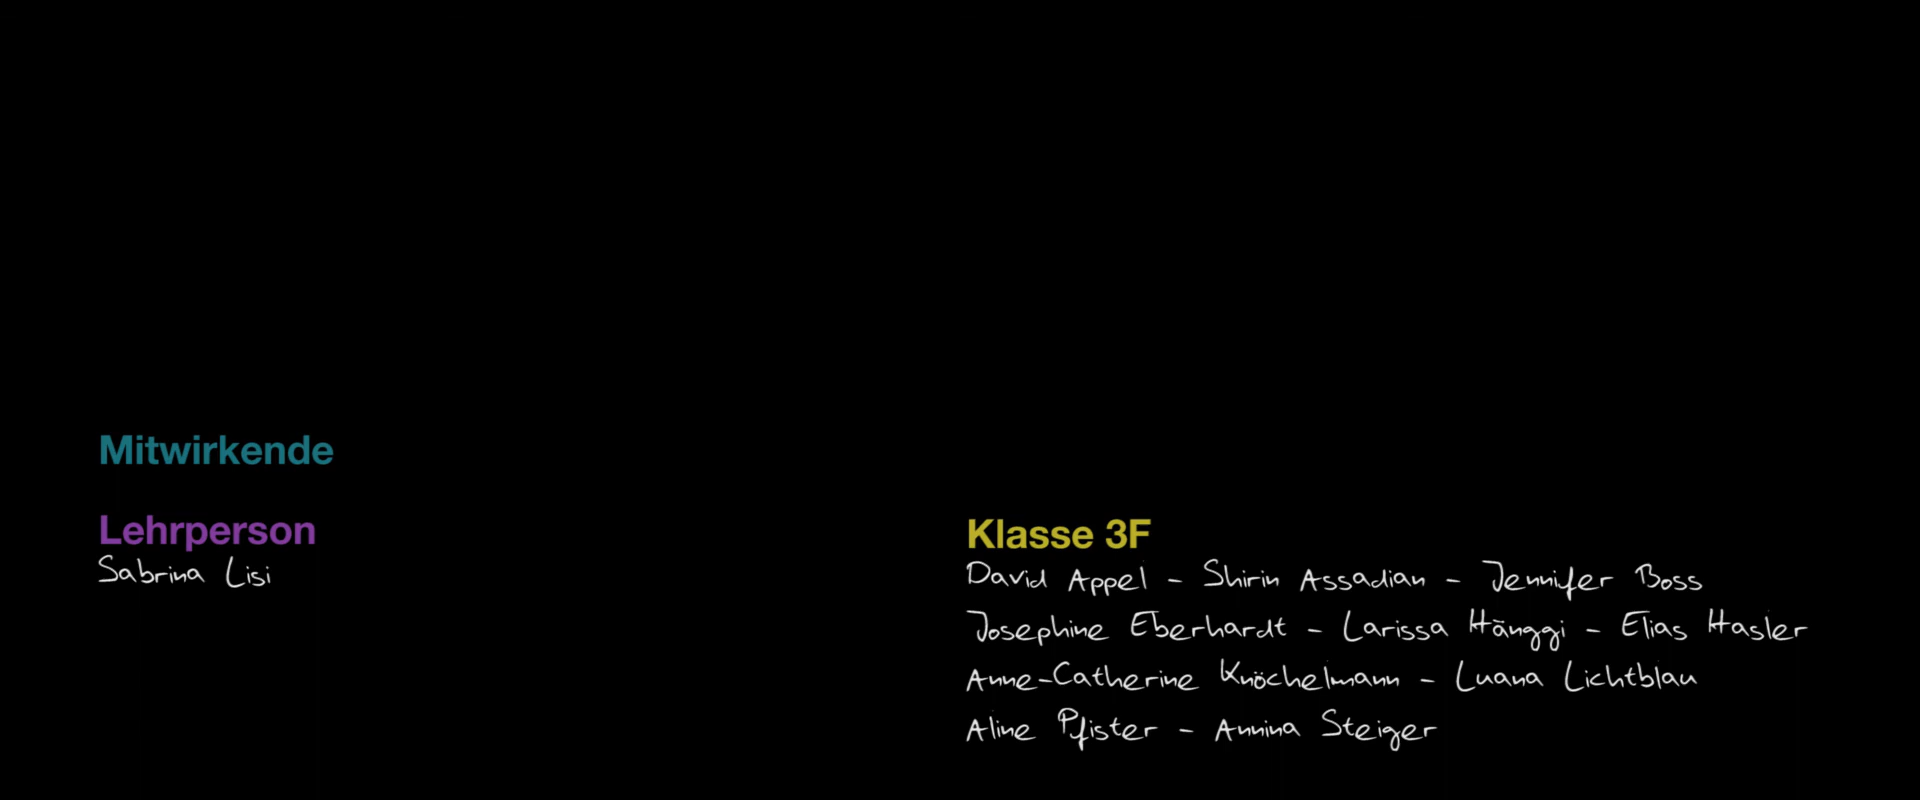 Mitwirkende
Lehrperson
Sabrina Lisi
Klasse 3F
David Appel - Shirin Assadian - Jennifer Boss
Josephine Eberhardt - Larissa Hänggi - Elias Hasler
Anne-Catherine Knöchelmann - Luana Lichtblau
Aline Pfister - Annina Steiger